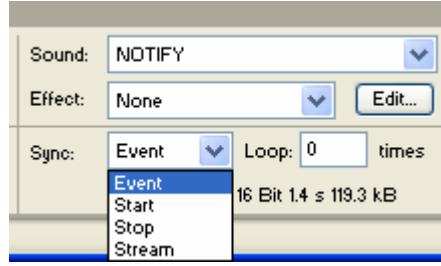 Sound: NOTIFY
Effect: None Edit...
Sync: Event Loop: 0 times
Event
16 Bit 1.4 s 119.3 kB
Start
Stop
Stream